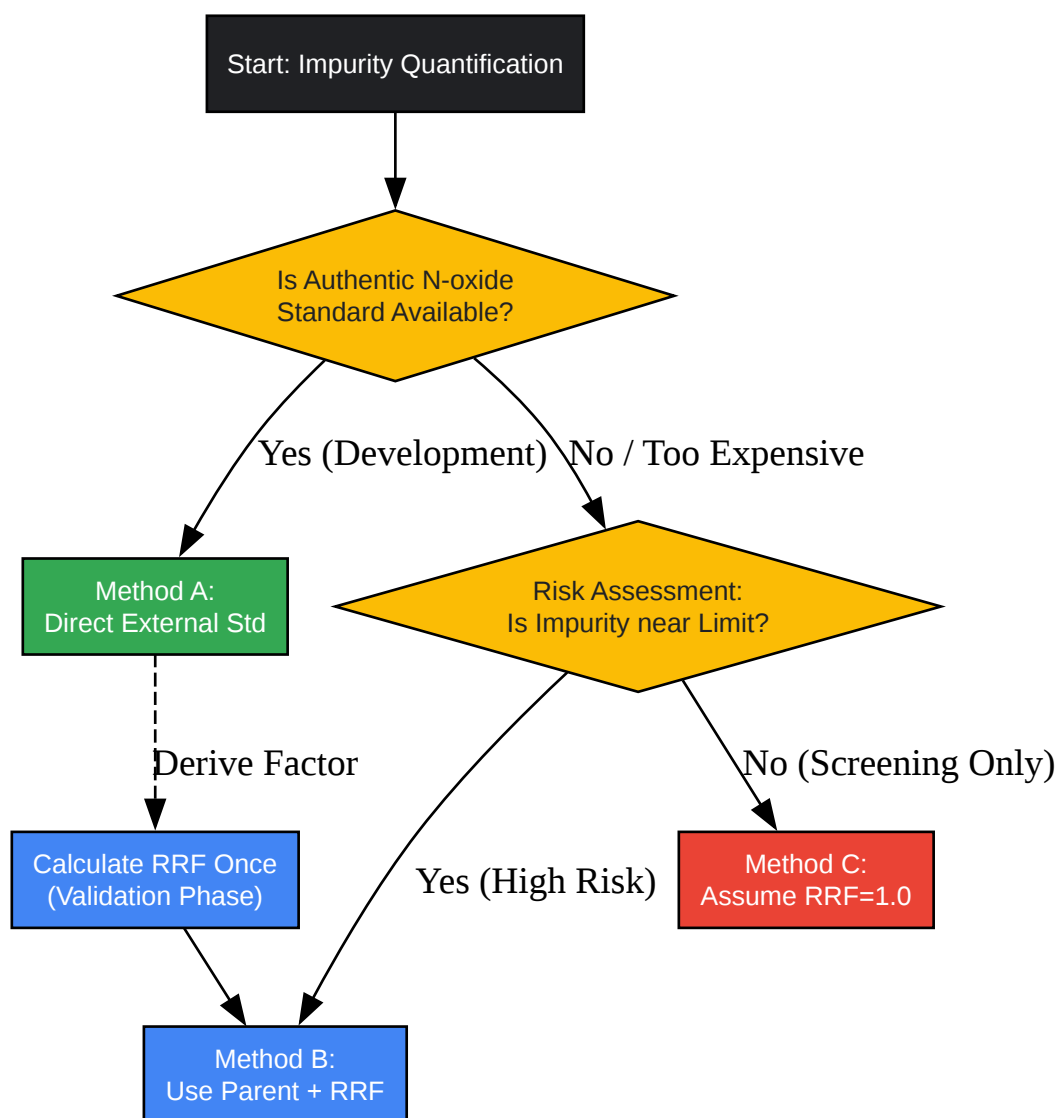 Start: Impurity Quantification
Is Authentic N-oxide
Standard Available?
Yes (Development)
No / Too Expensive
Method A:
Direct External Std
Risk Assessment:
Is Impurity near Limit?
Derive Factor
No (Screening Only)
Calculate RRF Once
(Validation Phase)
Yes (High Risk)
Method C:
Assume RRF=1.0
Method B:
Use Parent + RRF